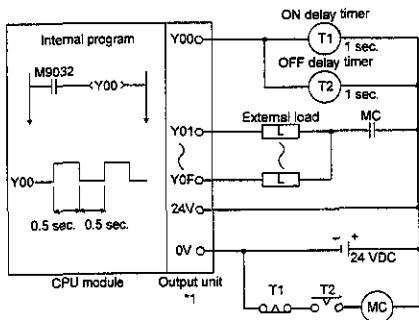 ON delay timer
Internal program
Y00
T1
1 sec.
OFF delay timer
M9032
Y00
T2
1 sec.
External load
MC
Y01
L
Y00
Y0F
L
24V
0.5 sec. 0.5 sec.
0V
- +
24 VDC
CPU module
Output unit
*1
T1
T2
MC